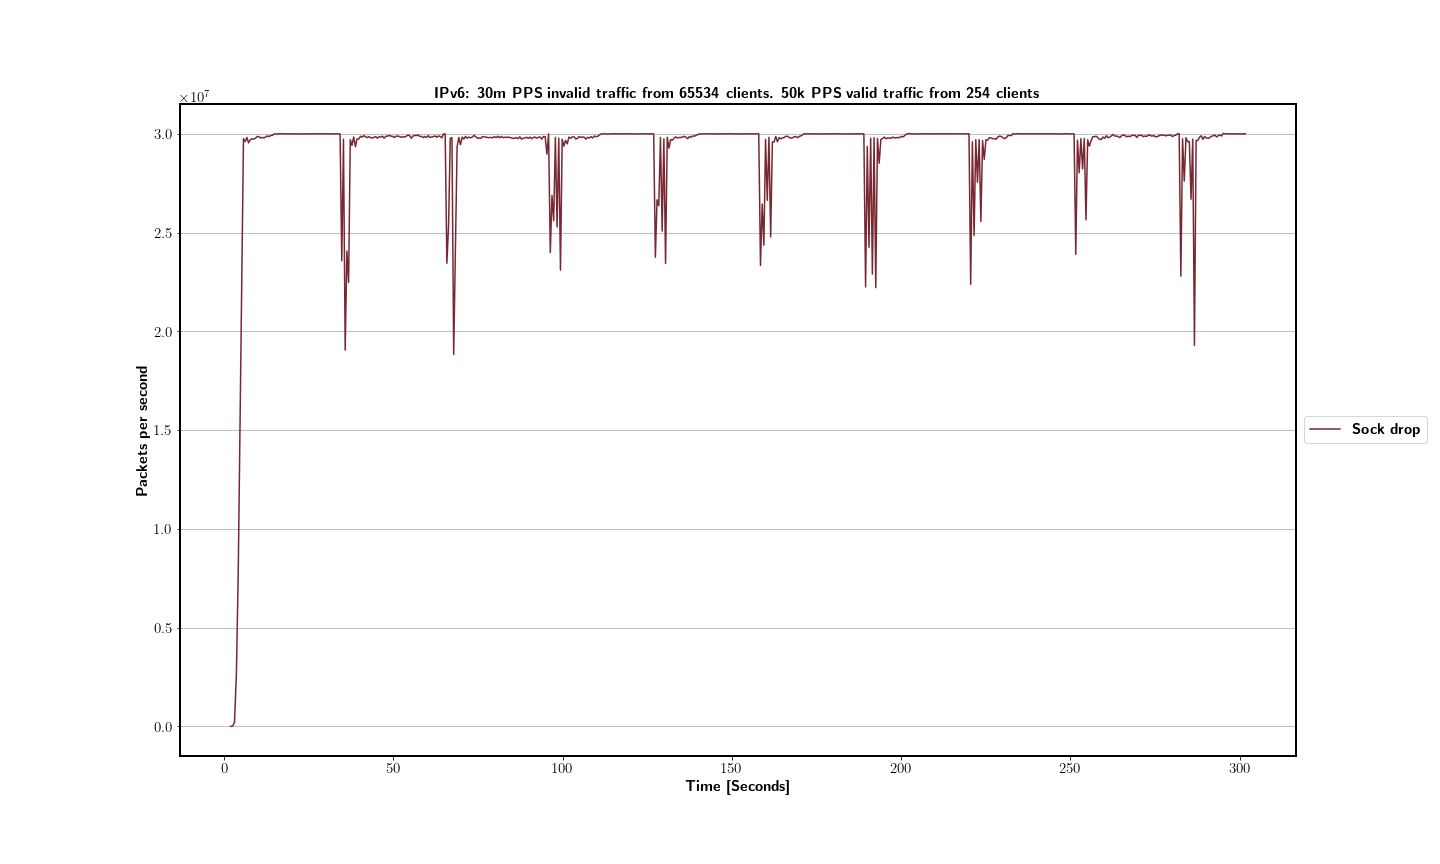 IPv6: 30m PPS invalid traffic from 65534 clients. 50k PPS valid traffic from 254 clients
×10⁷
3.0
2.5
2.0
1.5
1.0
0.5
0.0
Packets per second
Sock drop
0 50 100 150 200 250 300
Time [Seconds]